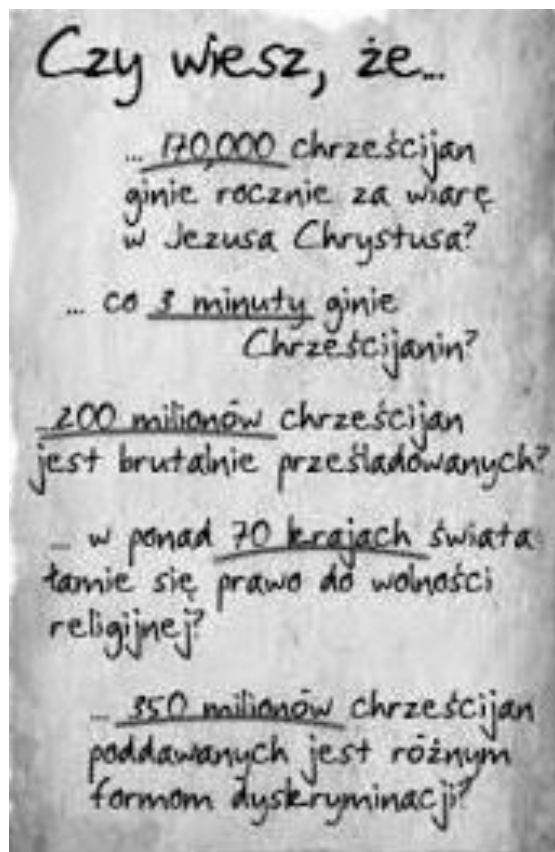 Czy wiesz, że...
... 170,000 chrześcijan
ginie rocznie za wiarę
w Jezusa Chrystusa?
... co 3 minuty ginie
Chrześcijanin?
...200 milionów chrześcijan
jest brutalnie prześladowanych?
... w ponad 70 krajach świata
łamie się prawo do wolności
religijnej?
... 350 milionów chrześcijan
poddawanych jest różnym
formom dyskryminacji?